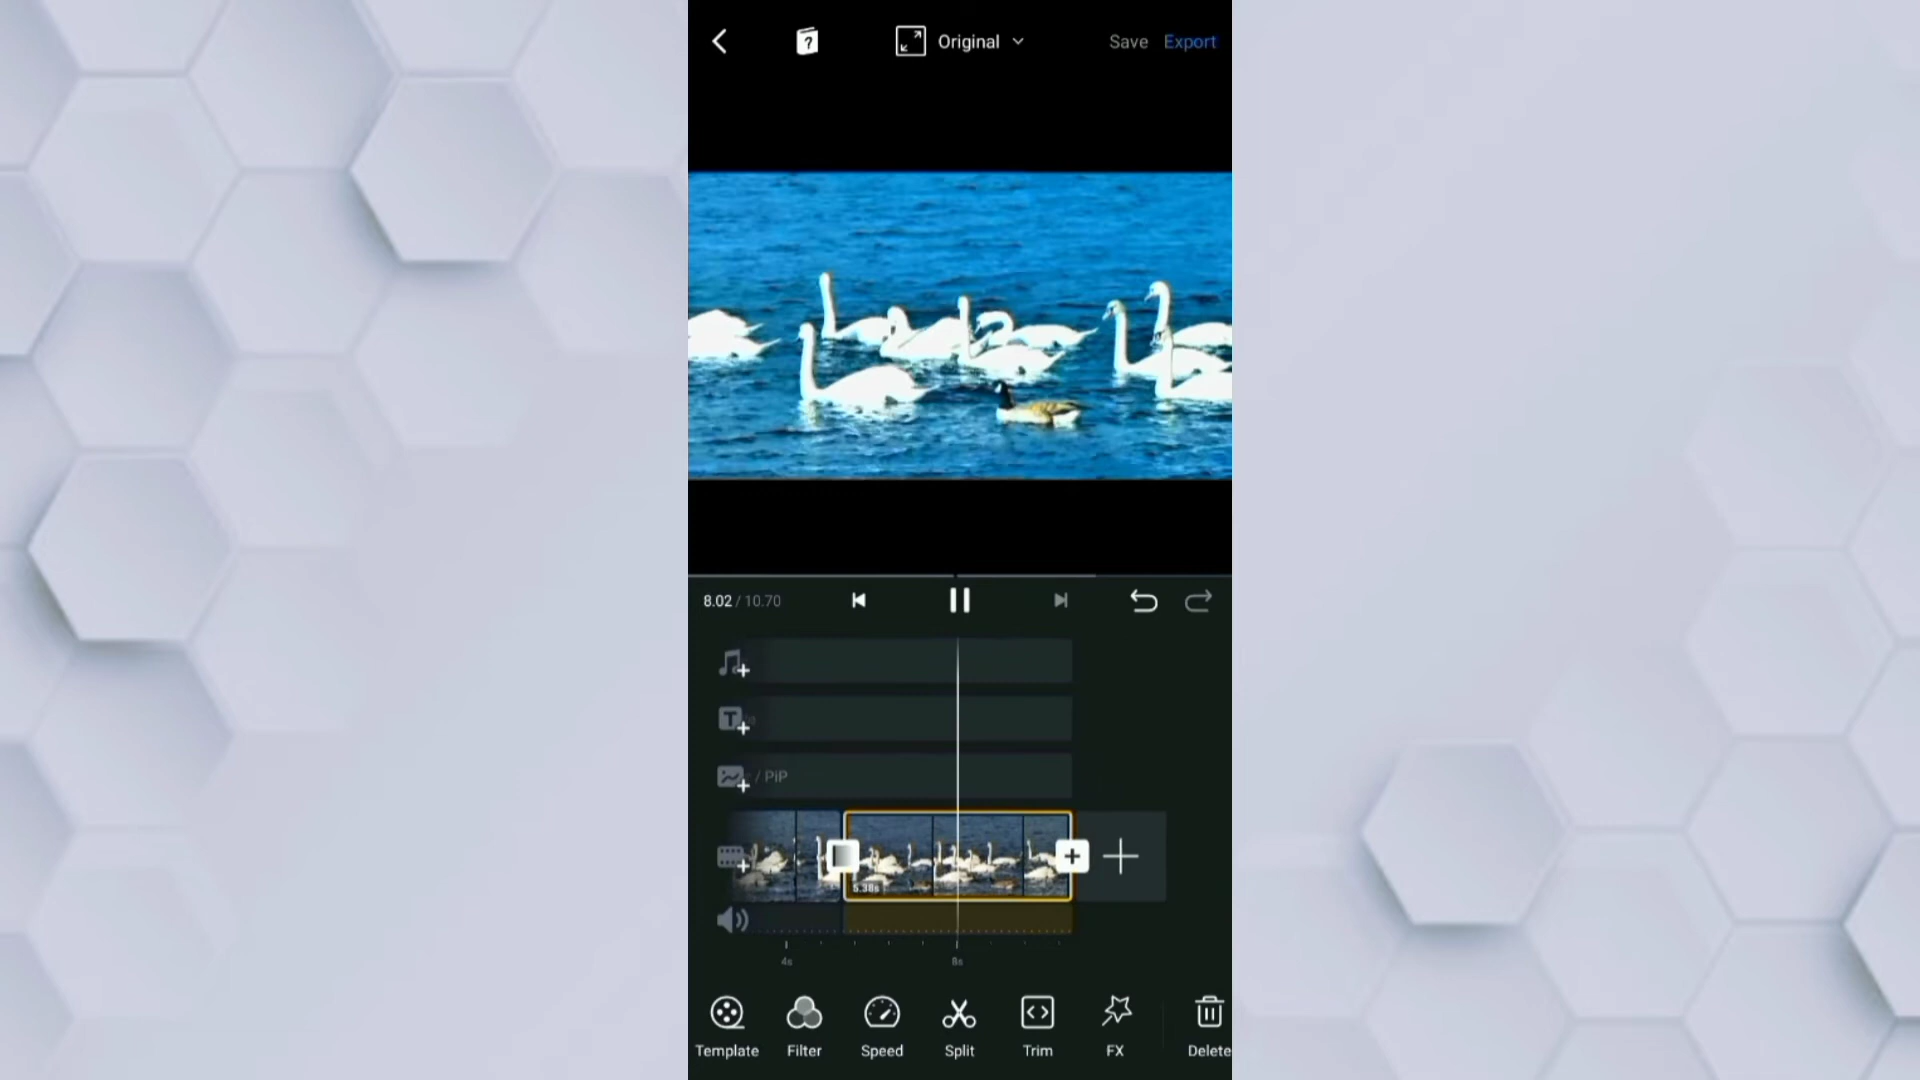 Original
Save Export
8.02 / 10.70
/ PiP
5.38s
4s 8s
Template Filter Speed Split Trim FX Delete